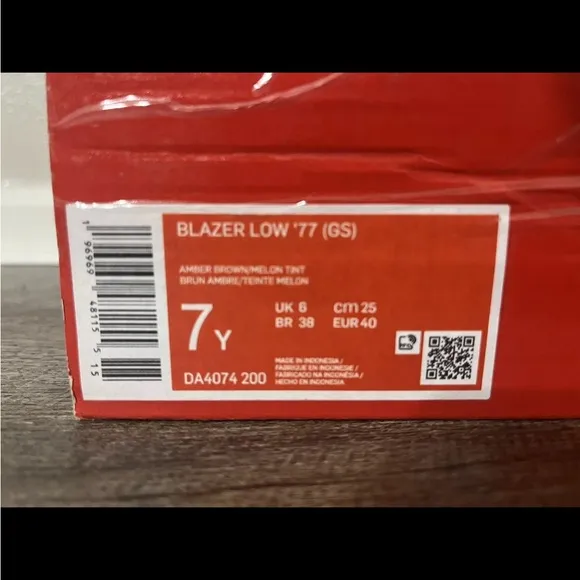 BLAZER LOW '77 (GS)
AMBER BROWN/MELON TINT
BRUN AMBRE/TEINTE MELON
7Y
UK 6 cm 25
BR 38 EUR 40
DA4074 200
MADE IN INDONESIA /
FABRIQUE EN INDONESIE /
FABRICADO NA INDONÉSIA /
HECHO EN INDONESIA
1 96969 48115 5 15